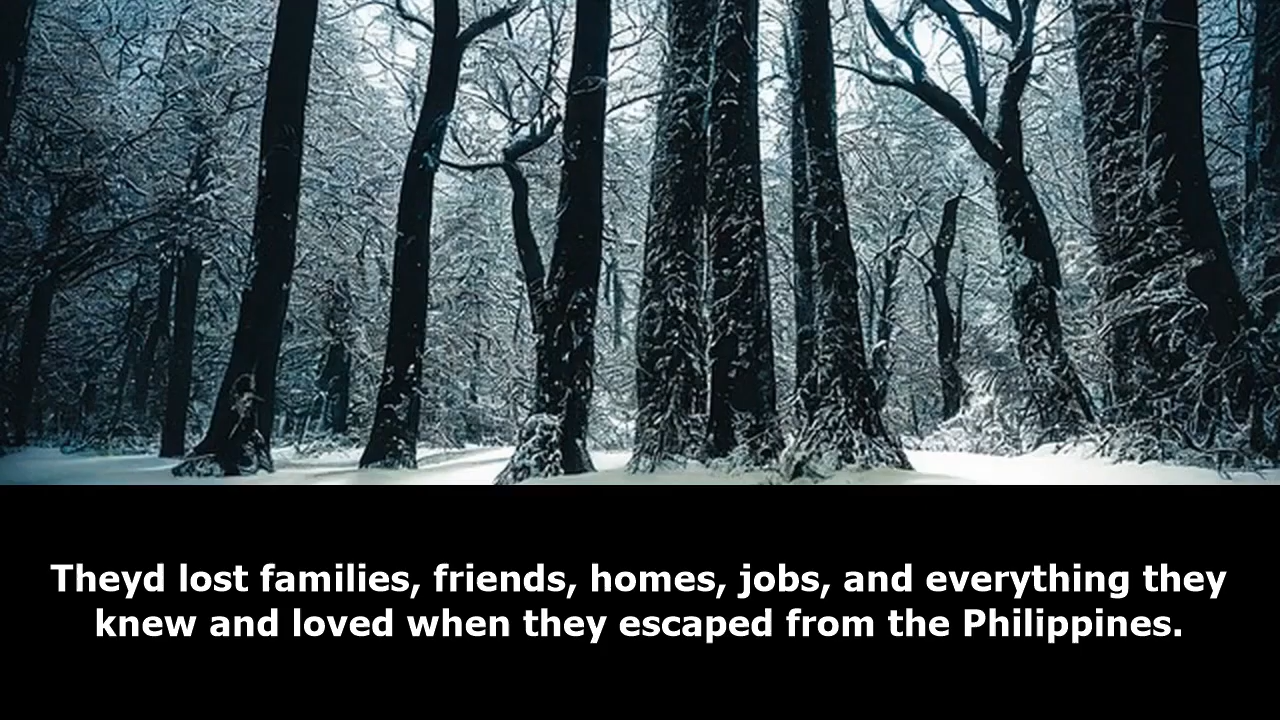 Theyd lost families, friends, homes, jobs, and everything they
knew and loved when they escaped from the Philippines.